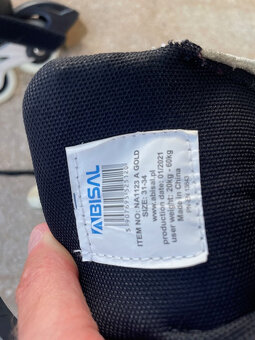 ABISAL
ITEM NO: NA1123 A GOLD
SIZE: 31-34
www.abisal.pl
production date: 01/2021
user weight: 20kg - 60kg
Made in China